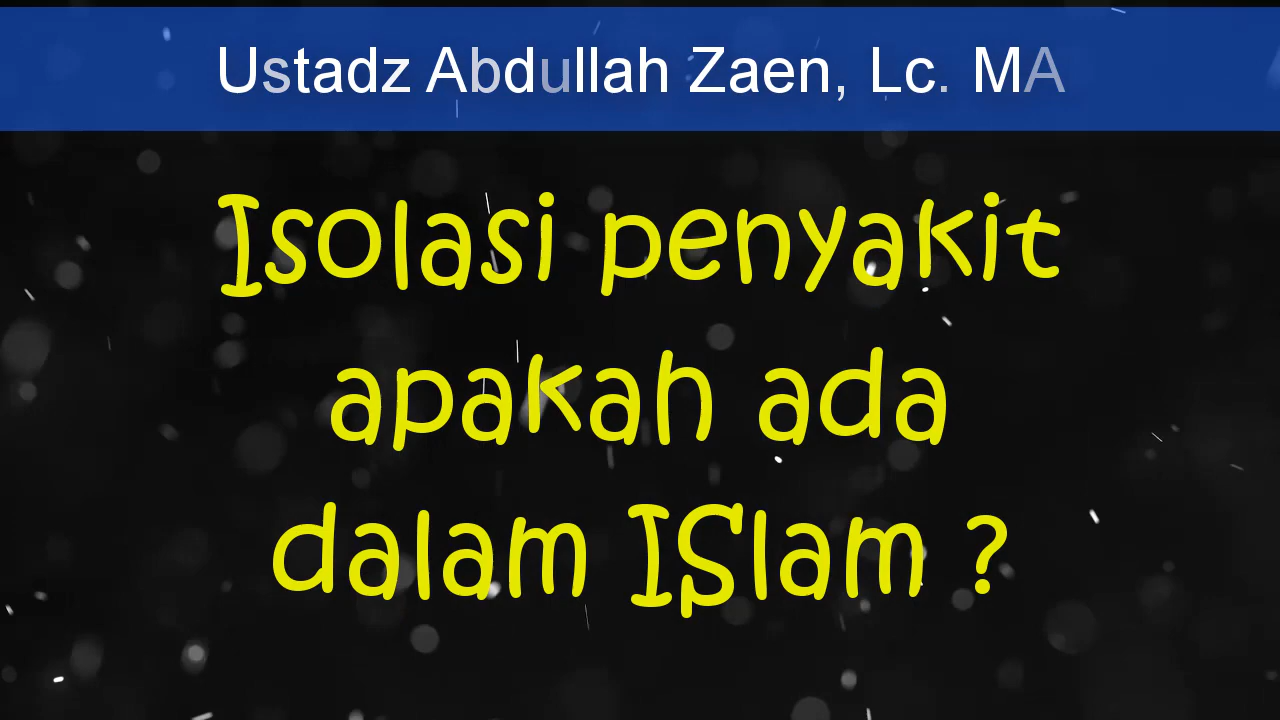 Ustadz Abdullah Zaen, Lc. MA
Isolasi penyakit
apakah ada
dalam ISlam ?